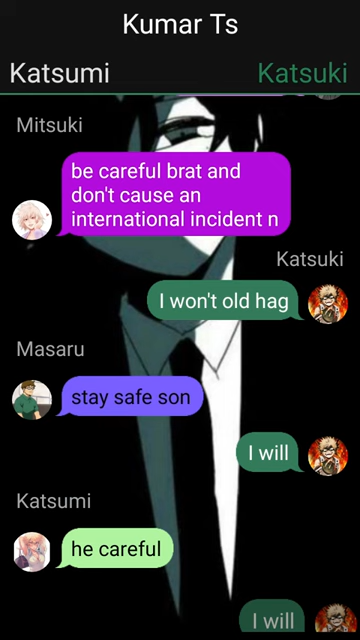 Kumar Ts
Katsumi
Katsuki
Mitsuki
be careful brat and
don't cause an
international incident n
Katsuki
I won't old hag
Masaru
stay safe son
I will
Katsumi
he careful
I will